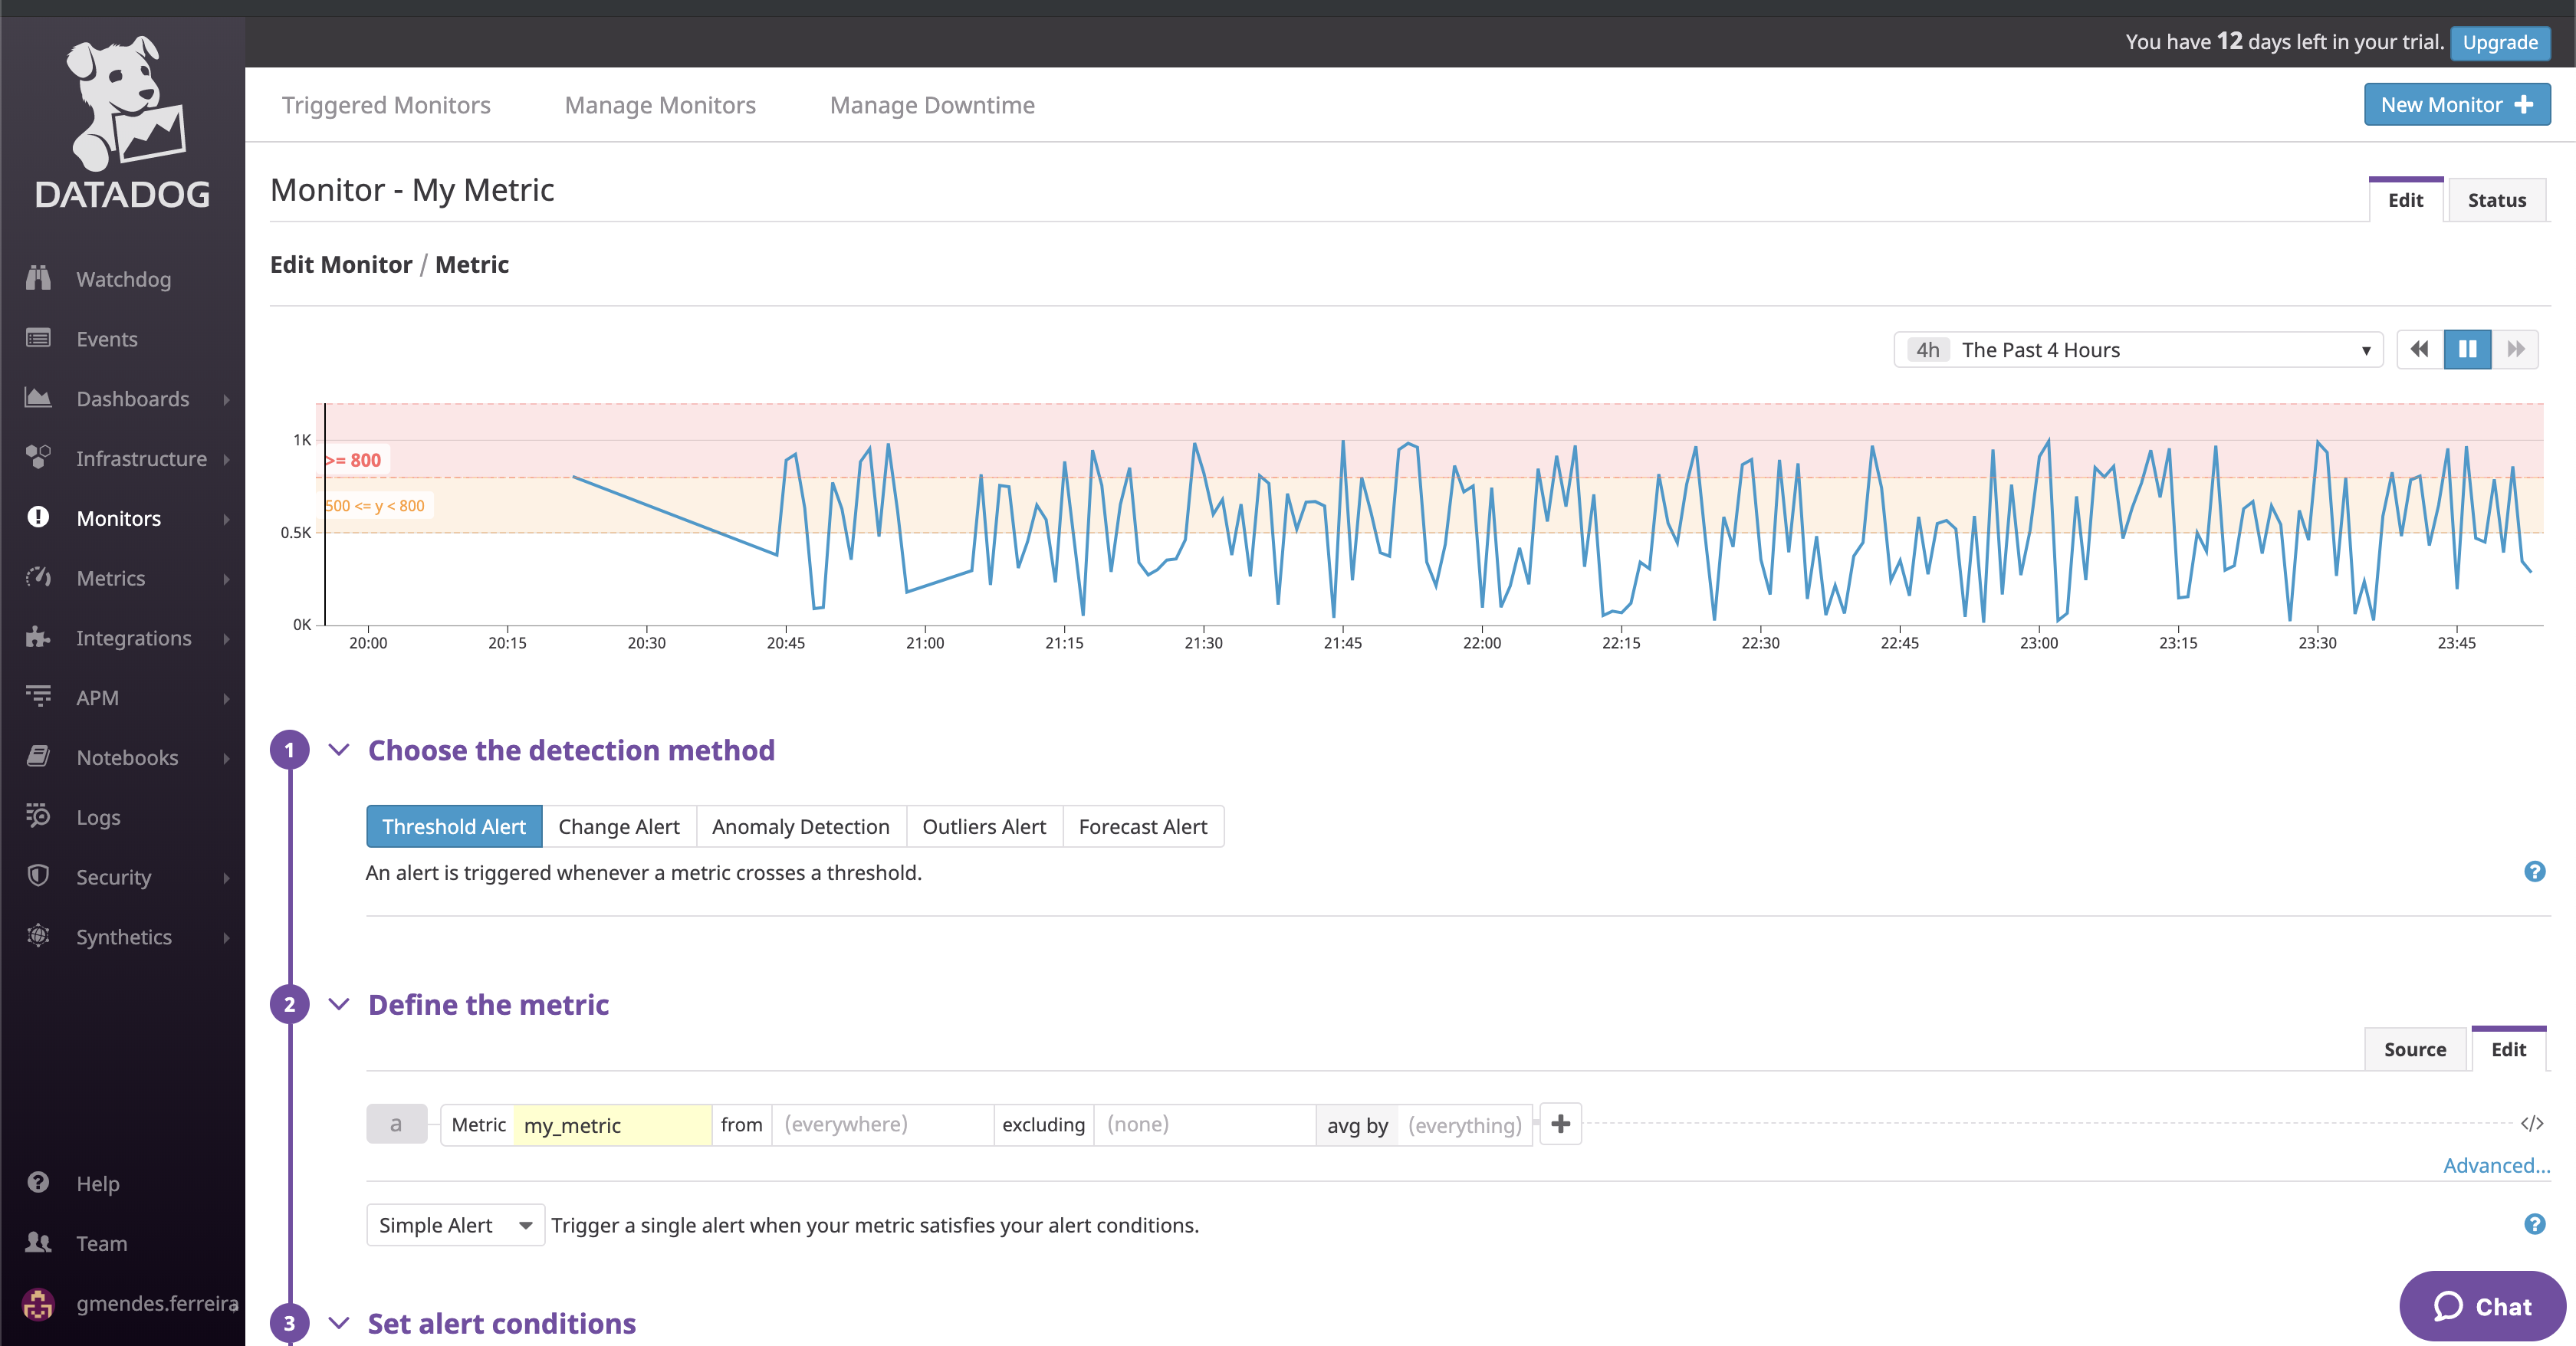 You have 12 days left in your trial. Upgrade
DATADOG
Watchdog
Events
Dashboards
Infrastructure
Monitors
Metrics
Integrations
APM
Notebooks
Logs
Security
Synthetics
Help
Team
gmendes.ferreira
Triggered Monitors Manage Monitors Manage Downtime New Monitor +
Monitor - My Metric
Edit Status
Edit Monitor / Metric
4h The Past 4 Hours
1K
>= 800
500 <= y < 800
0.5K
0K
20:00 20:15 20:30 20:45 21:00 21:15 21:30 21:45 22:00 22:15 22:30 22:45 23:00 23:15 23:30 23:45
1 Choose the detection method
Threshold Alert Change Alert Anomaly Detection Outliers Alert Forecast Alert
An alert is triggered whenever a metric crosses a threshold. ?
2 Define the metric
Source Edit
a Metric my_metric from (everywhere) excluding (none) avg by (everything) + </>
Advanced...
Simple Alert Trigger a single alert when your metric satisfies your alert conditions. ?
3 Set alert conditions
Chat